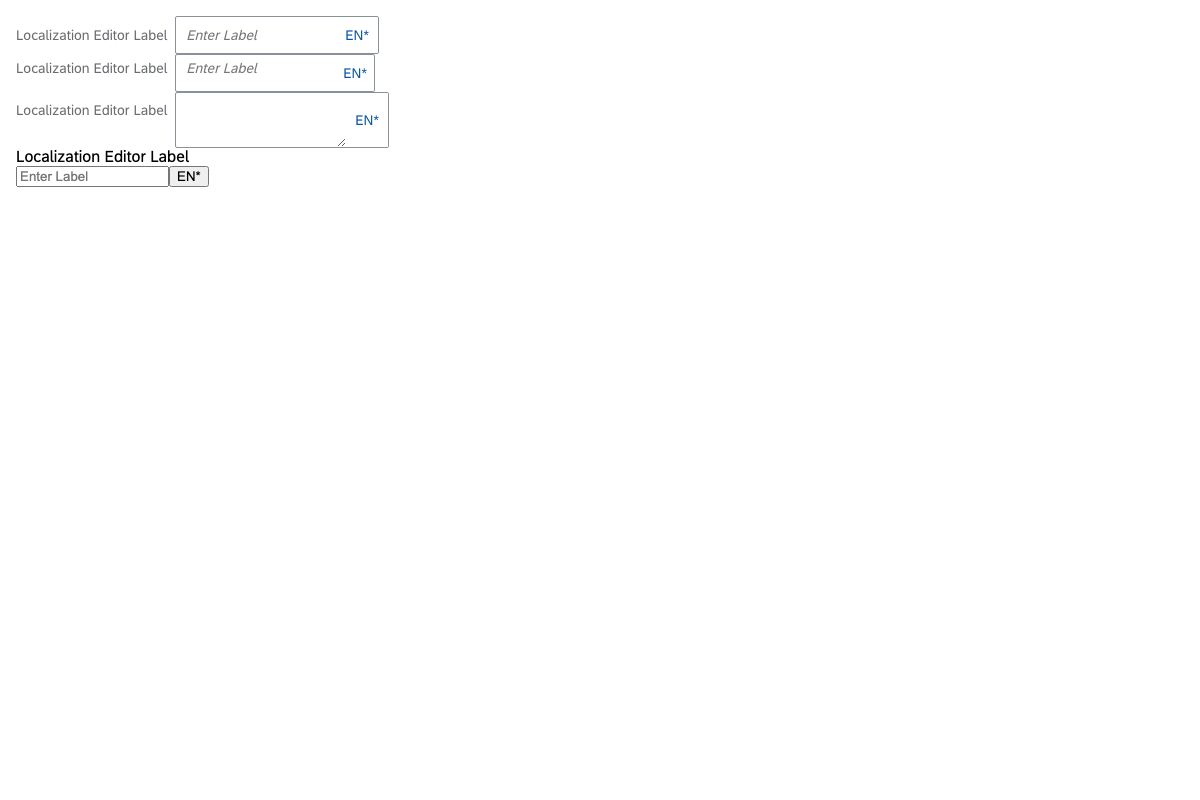 Localization Editor Label Enter Label EN*
Localization Editor Label Enter Label EN*
Localization Editor Label EN*
Localization Editor Label
Enter Label EN*